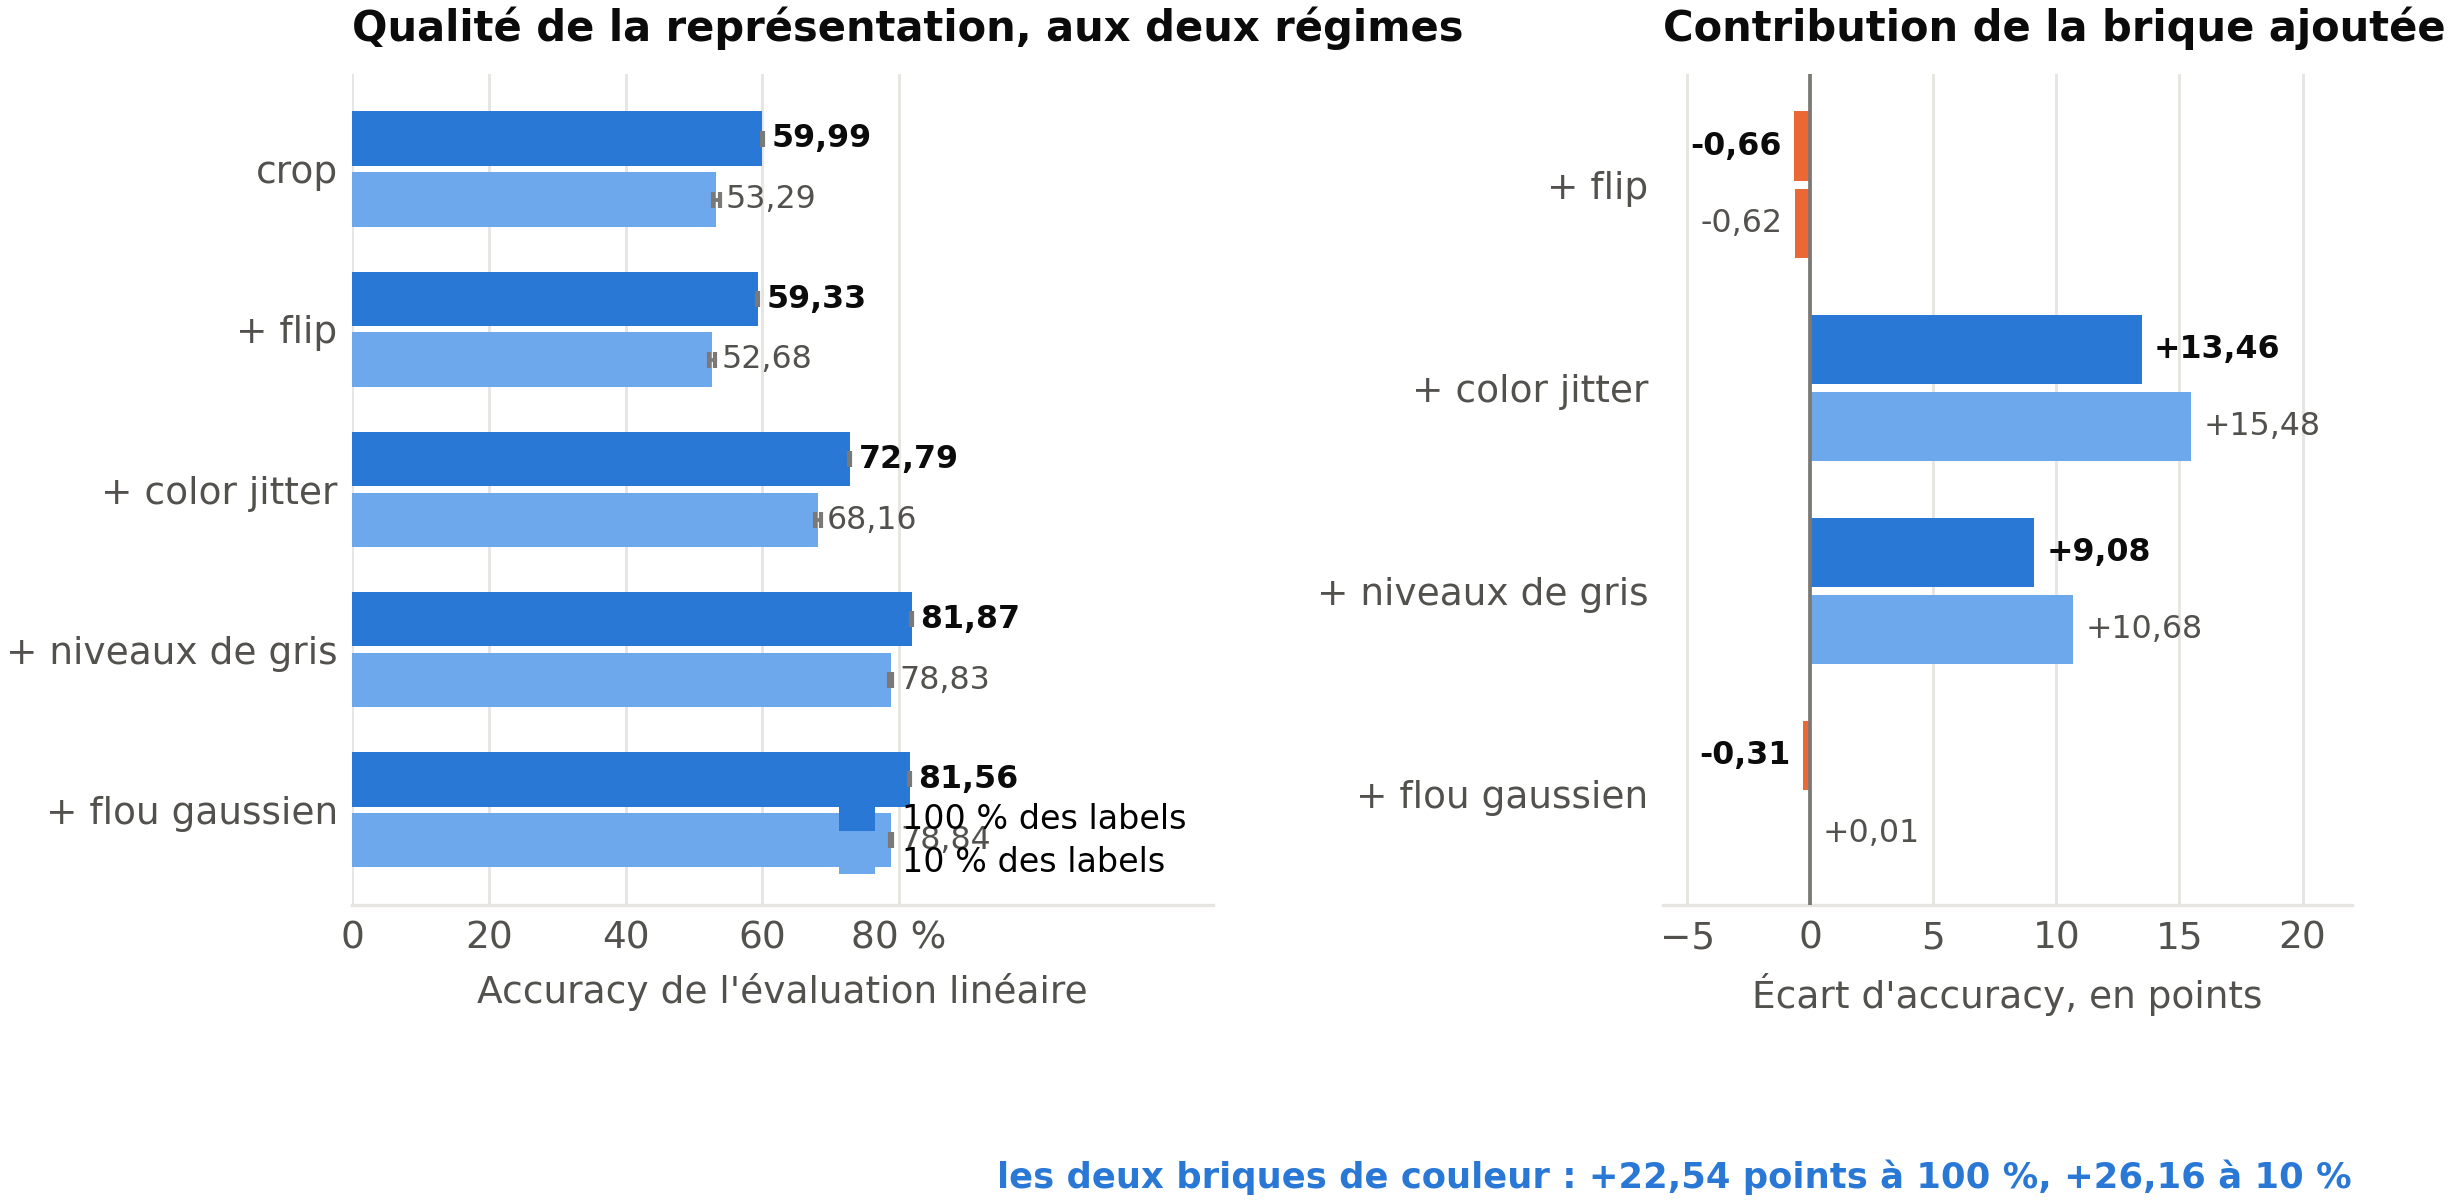 Qualité de la représentation, aux deux régimes
crop
59,99
53,29
+ flip
59,33
52,68
+ color jitter
72,79
68,16
+ niveaux de gris
81,87
78,83
+ flou gaussien
81,56
78,84
100 % des labels
10 % des labels
0 20 40 60 80 %
Accuracy de l'évaluation linéaire
Contribution de la brique ajoutée
+ flip
-0,66
-0,62
+ color jitter
+13,46
+15,48
+ niveaux de gris
+9,08
+10,68
+ flou gaussien
-0,31
+0,01
−5 0 5 10 15 20
Écart d'accuracy, en points
les deux briques de couleur : +22,54 points à 100 %, +26,16 à 10 %